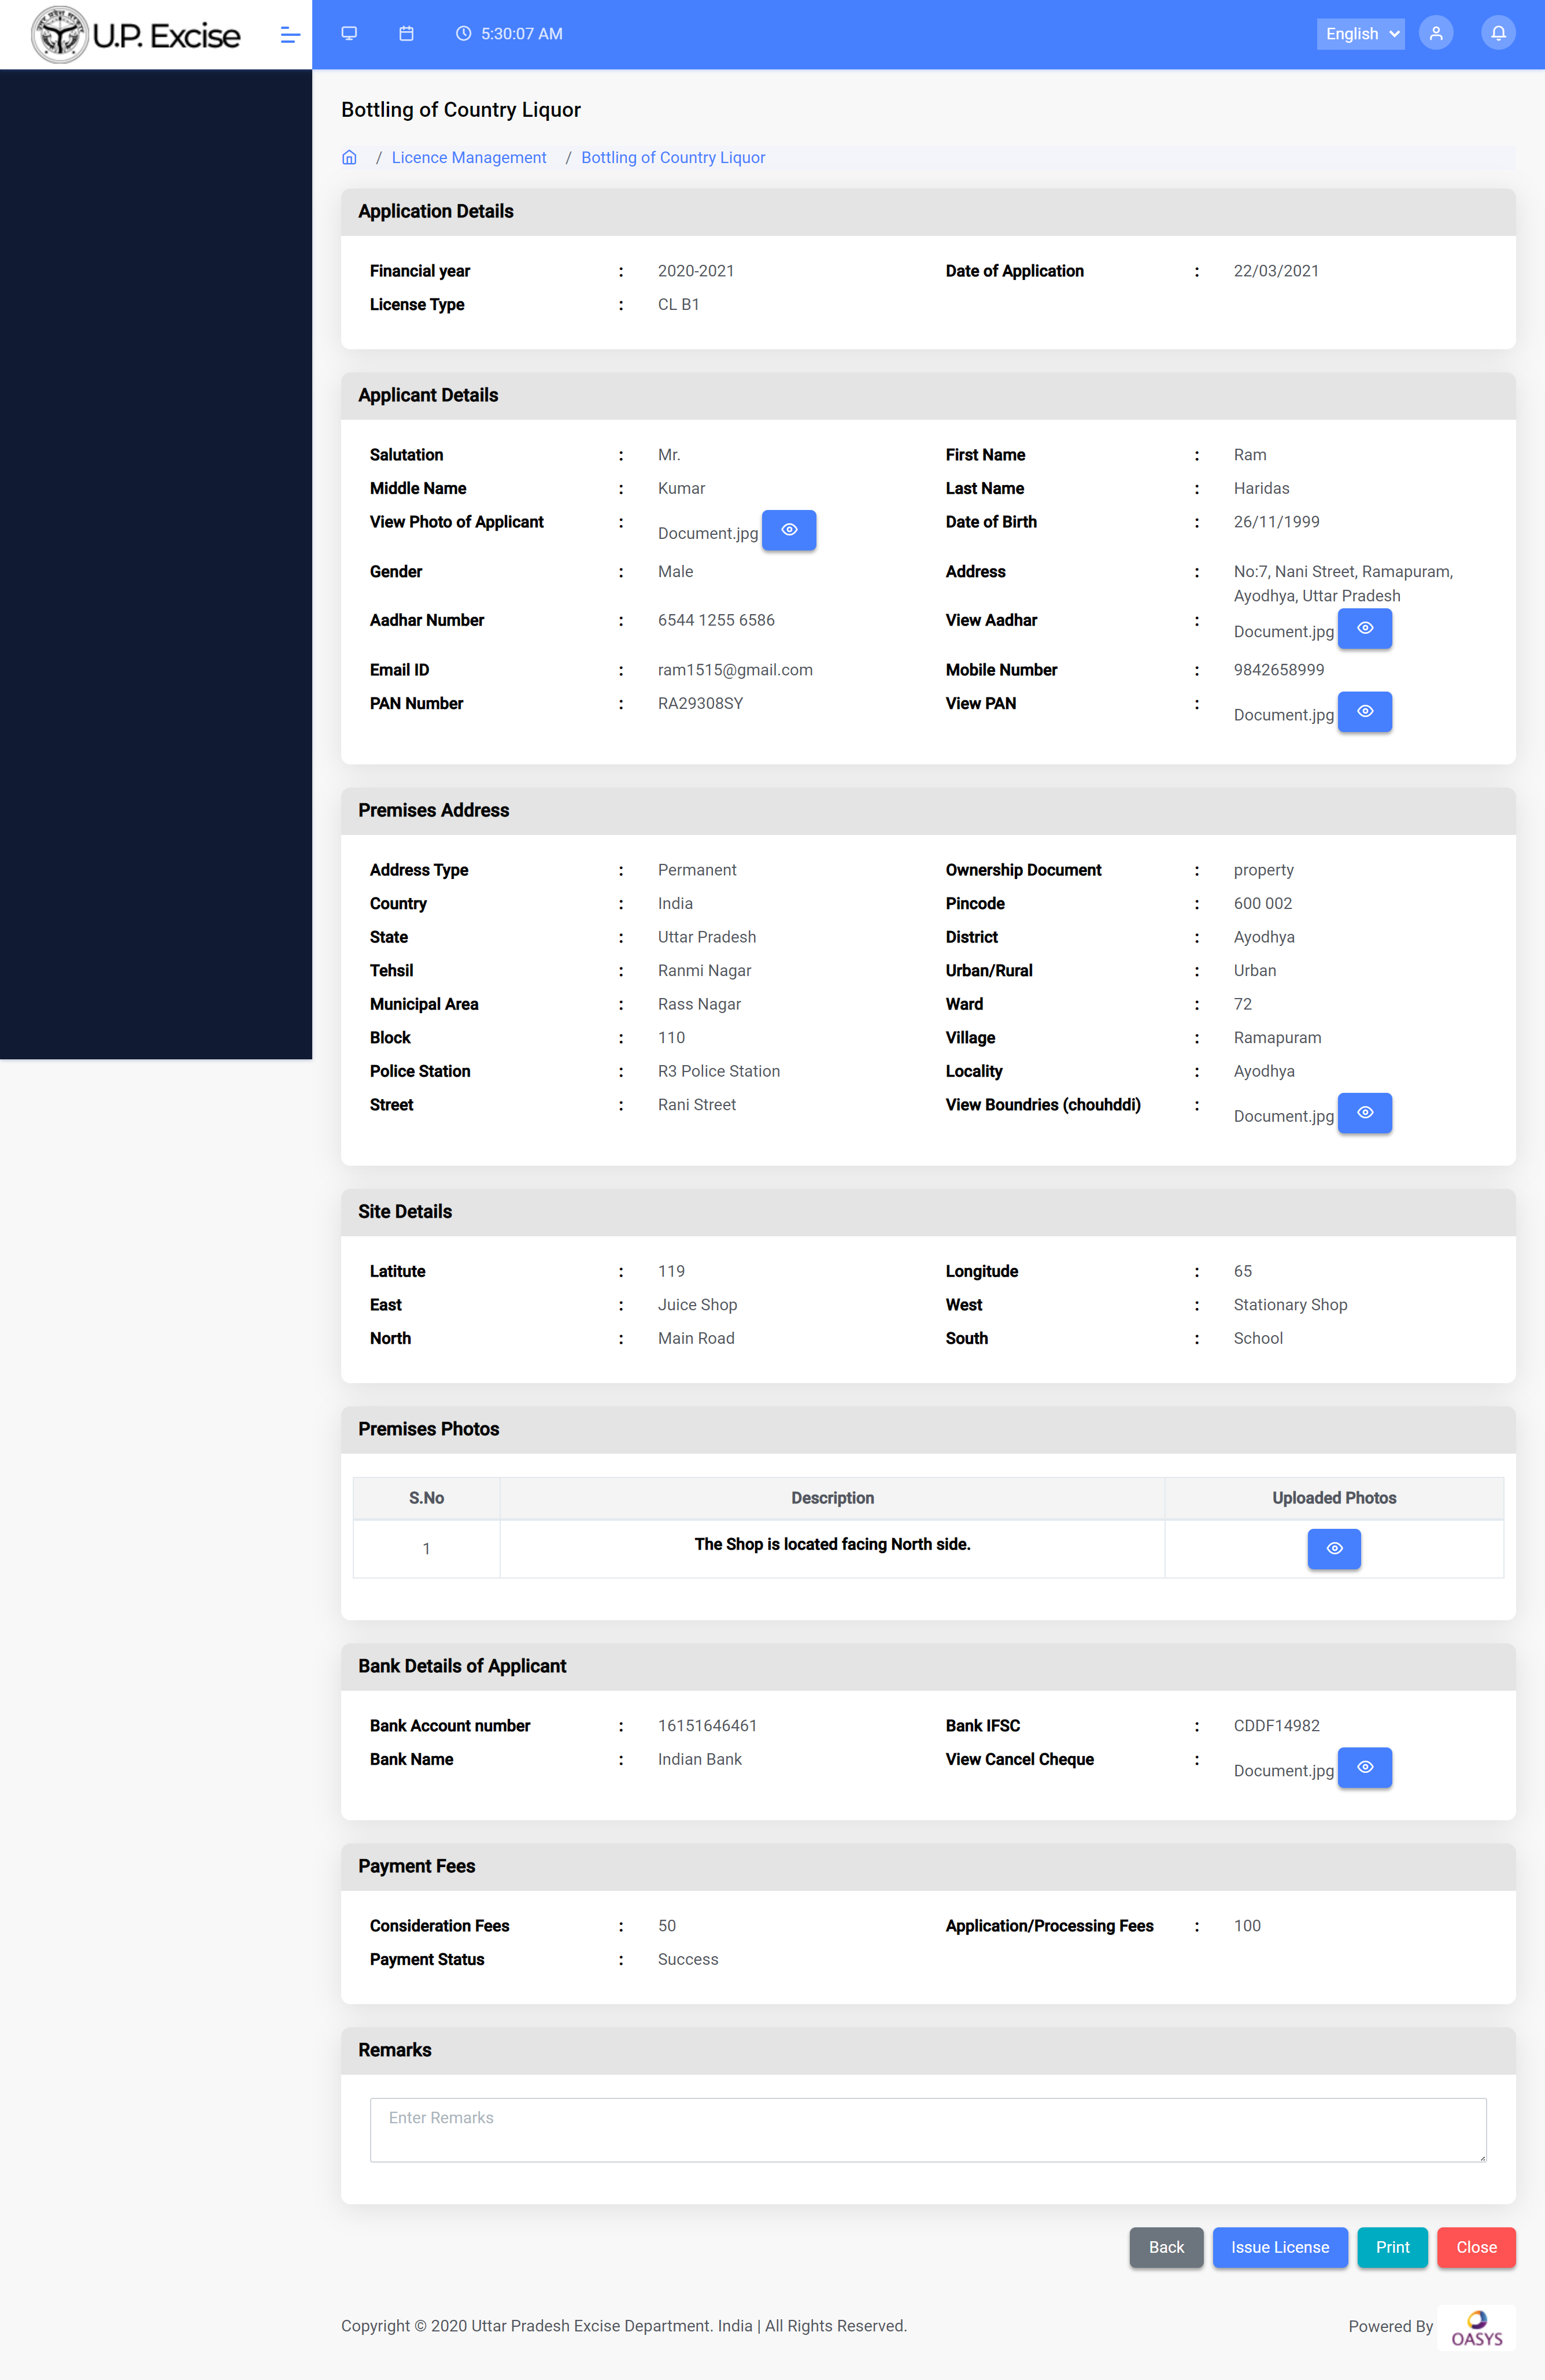 U.P. Excise
5:30:07 AM
English
Bottling of Country Liquor
/ Licence Management / Bottling of Country Liquor
Application Details
Financial year : 2020-2021 Date of Application : 22/03/2021
License Type : CL B1
Applicant Details
Salutation : Mr. First Name : Ram
Middle Name : Kumar Last Name : Haridas
View Photo of Applicant : Document.jpg Date of Birth : 26/11/1999
Gender : Male Address : No:7, Nani Street, Ramapuram,
Ayodhya, Uttar Pradesh
Aadhar Number : 6544 1255 6586 View Aadhar : Document.jpg
Email ID : ram1515@gmail.com Mobile Number : 9842658999
PAN Number : RA29308SY View PAN : Document.jpg
Premises Address
Address Type : Permanent Ownership Document : property
Country : India Pincode : 600 002
State : Uttar Pradesh District : Ayodhya
Tehsil : Ranmi Nagar Urban/Rural : Urban
Municipal Area : Rass Nagar Ward : 72
Block : 110 Village : Ramapuram
Police Station : R3 Police Station Locality : Ayodhya
Street : Rani Street View Boundries (chouhddi) : Document.jpg
Site Details
Latitute : 119 Longitude : 65
East : Juice Shop West : Stationary Shop
North : Main Road South : School
Premises Photos
S.No Description Uploaded Photos
1 The Shop is located facing North side.
Bank Details of Applicant
Bank Account number : 16151646461 Bank IFSC : CDDF14982
Bank Name : Indian Bank View Cancel Cheque : Document.jpg
Payment Fees
Consideration Fees : 50 Application/Processing Fees : 100
Payment Status : Success
Remarks
Enter Remarks
Back Issue License Print Close
Copyright © 2020 Uttar Pradesh Excise Department. India | All Rights Reserved. Powered By OASYS